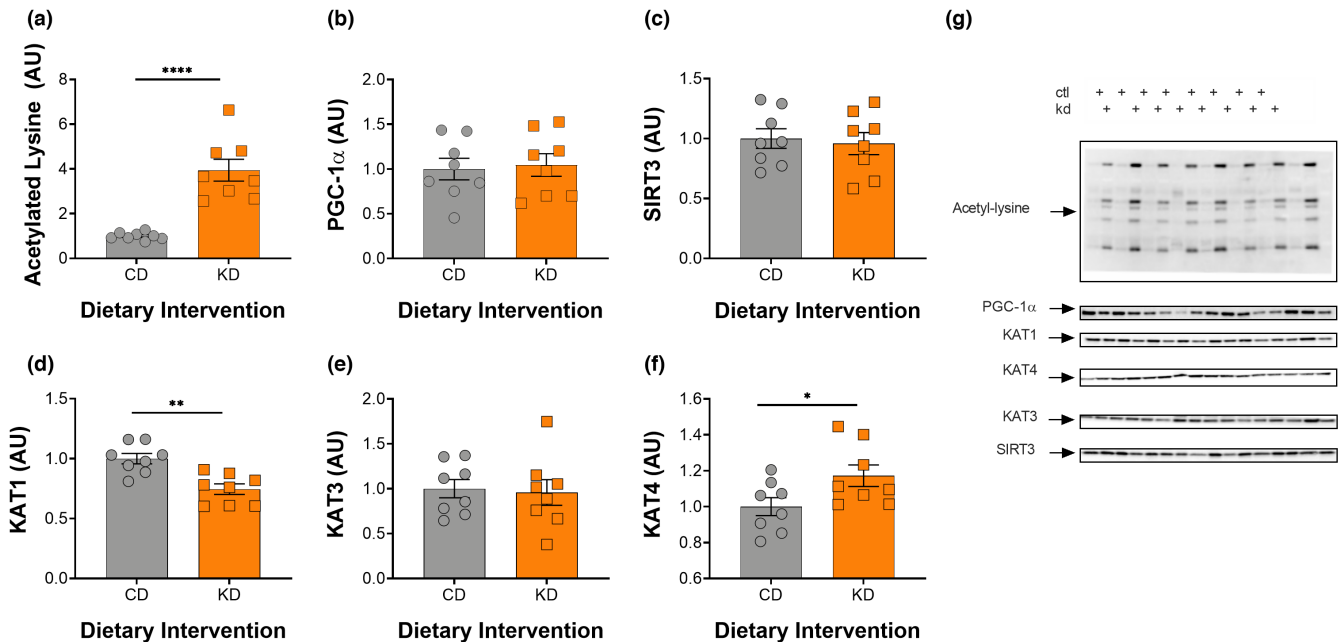 (a)
Acetylated Lysine (AU)
8
6
4
2
0
****
CD
KD
Dietary Intervention
(b)
PGC-1α (AU)
2.0
1.5
1.0
0.5
0.0
CD
KD
Dietary Intervention
(c)
SIRT3 (AU)
1.5
1.0
0.5
0.0
CD
KD
Dietary Intervention
(d)
KAT1 (AU)
1.5
1.0
0.5
0.0
**
CD
KD
Dietary Intervention
(e)
KAT3 (AU)
2.0
1.5
1.0
0.5
0.0
CD
KD
Dietary Intervention
(f)
KAT4 (AU)
1.6
1.4
1.2
1.0
0.8
0.6
*
CD
KD
Dietary Intervention
(g)
ctl + + + + + + + +
kd + + + + + + + +
Acetyl-lysine
PGC-1α
KAT1
KAT4
KAT3
SIRT3